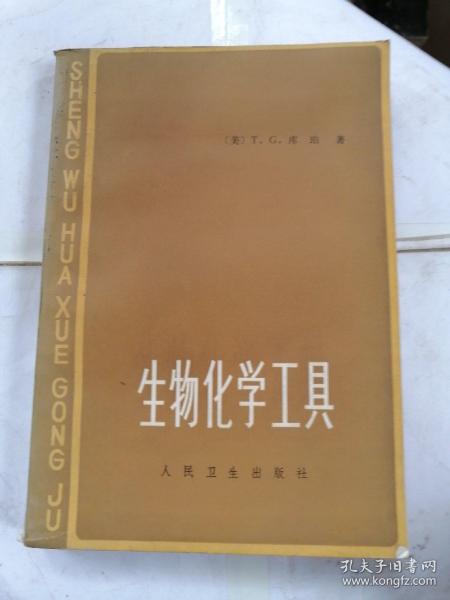 SHENG WU HUA XUE GONG JU
〔美〕T．G．库珀 著
生物化学工具
人民卫生出版社
孔夫子旧书网
www.kongfz.com